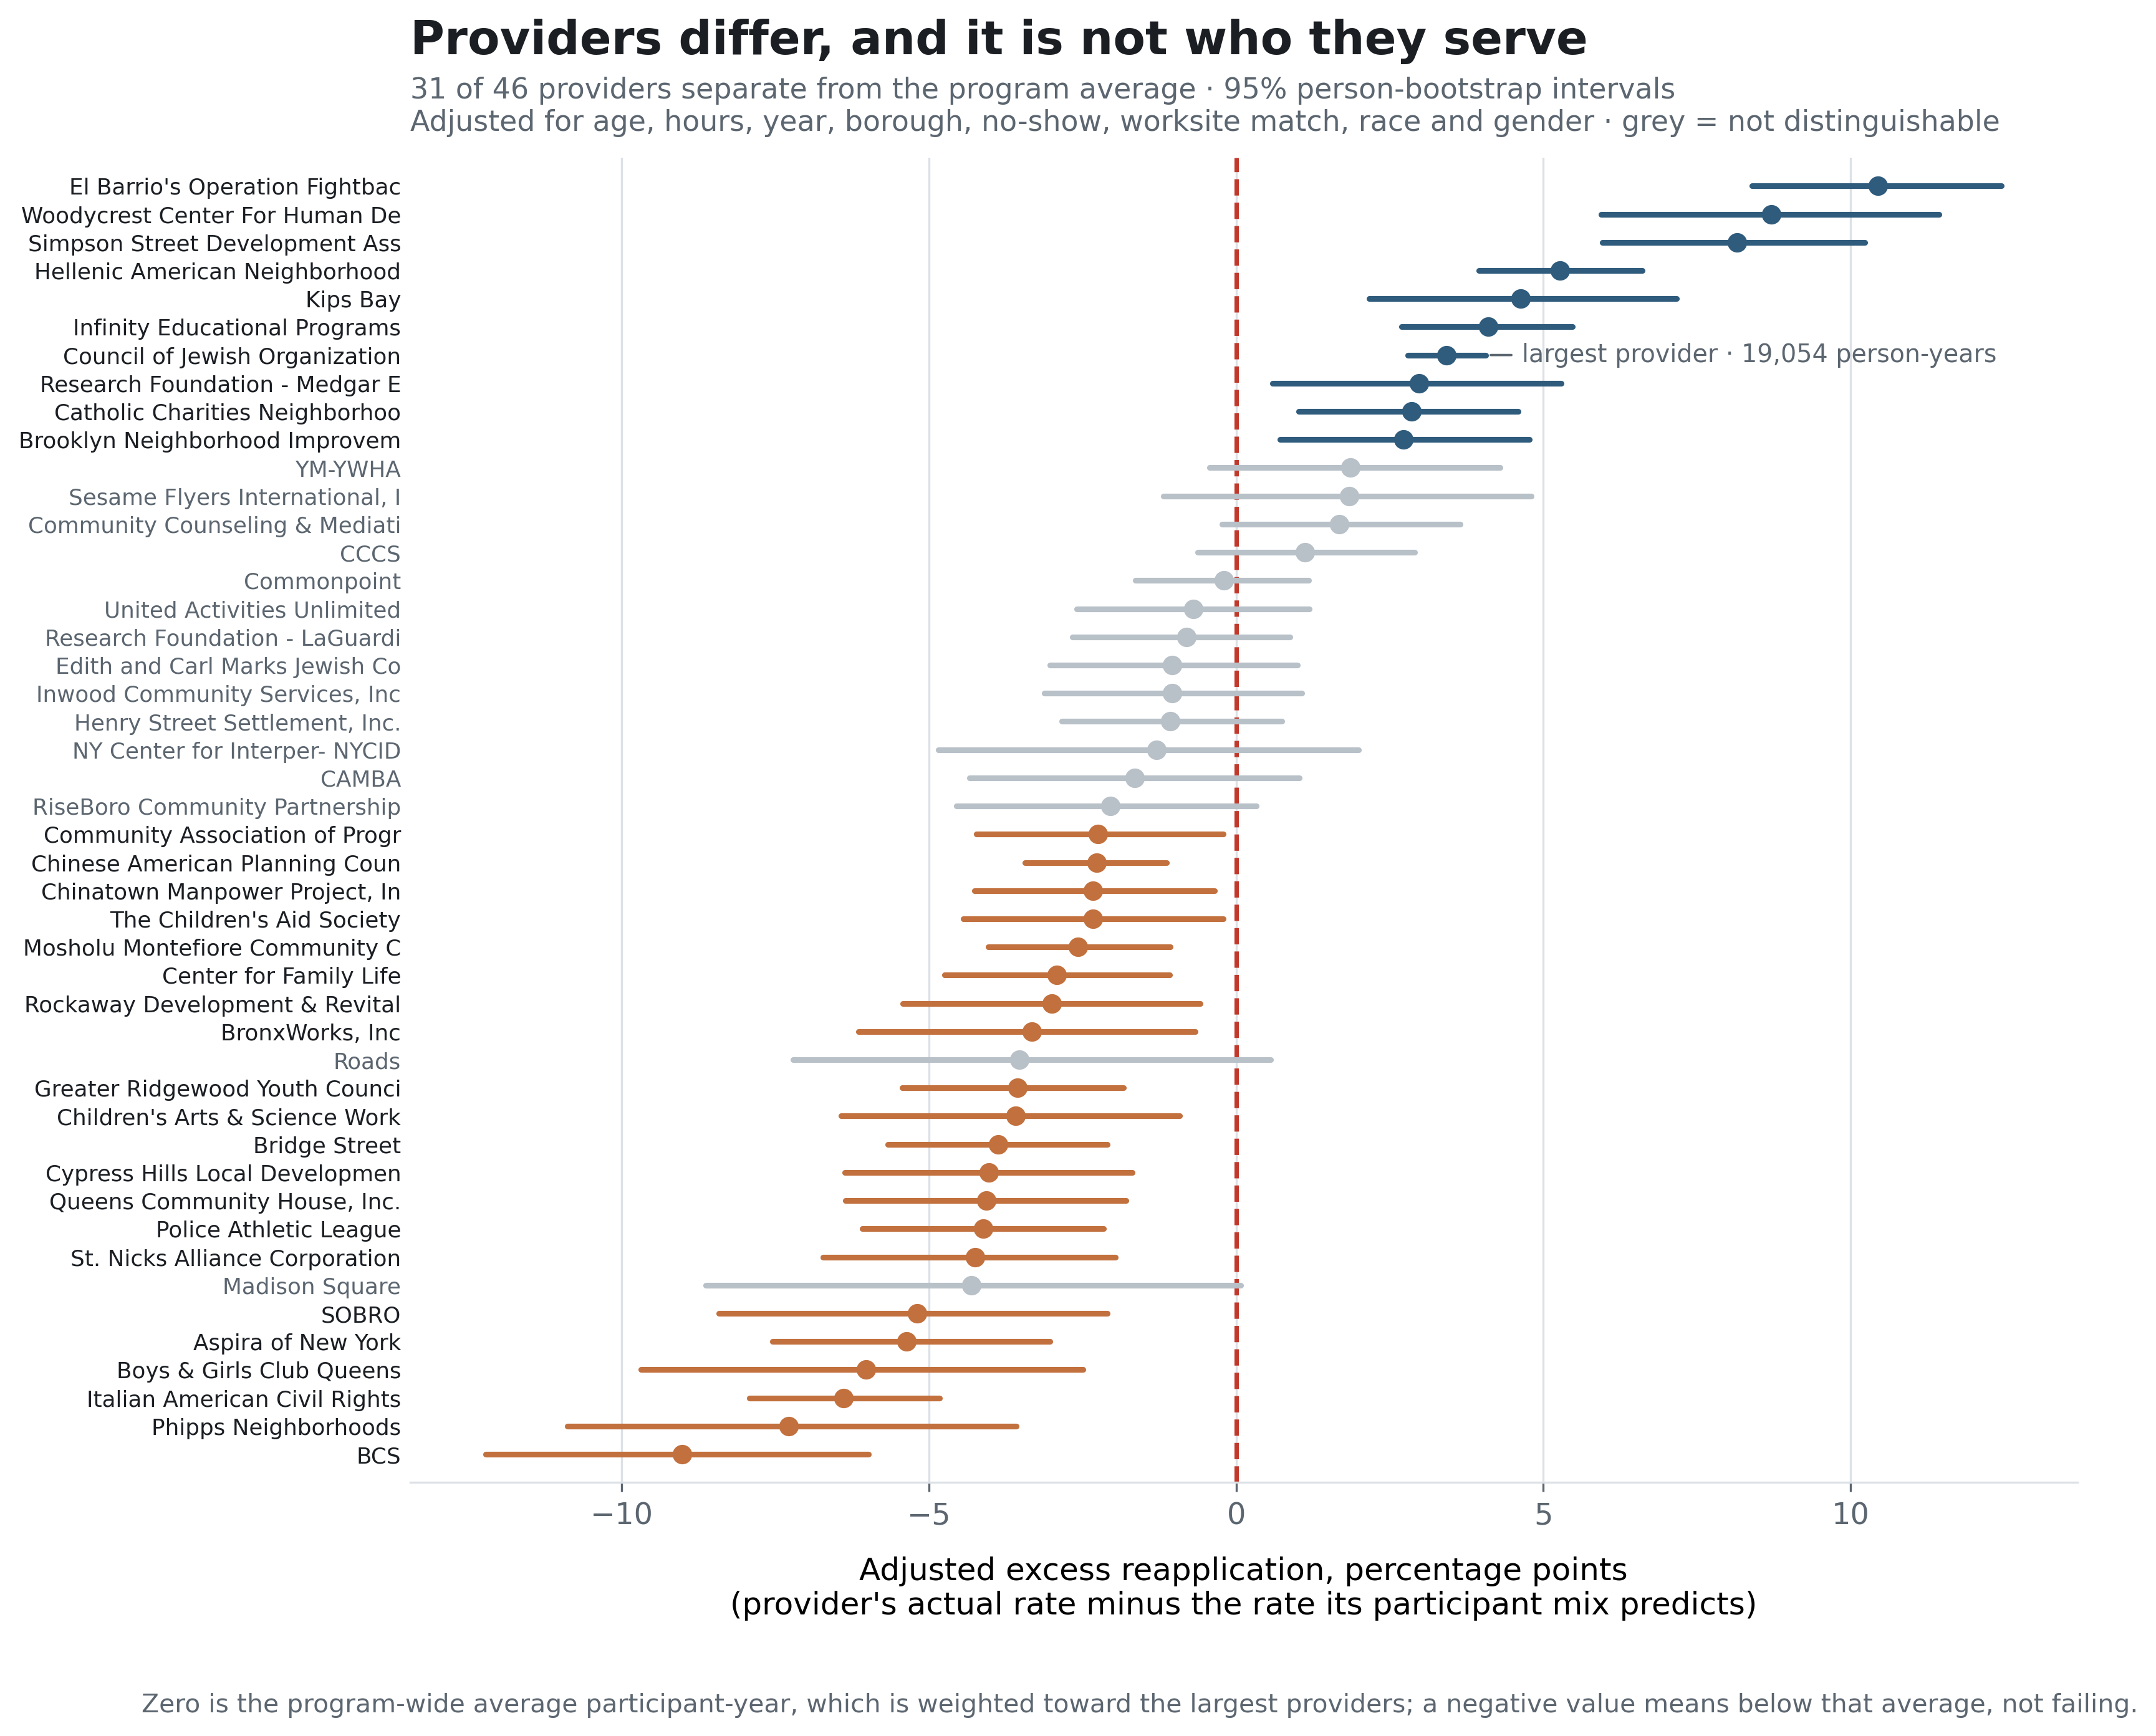 Providers differ, and it is not who they serve
31 of 46 providers separate from the program average · 95% person-bootstrap intervals
Adjusted for age, hours, year, borough, no-show, worksite match, race and gender · grey = not distinguishable
El Barrio's Operation Fightbac
Woodycrest Center For Human De
Simpson Street Development Ass
Hellenic American Neighborhood
Kips Bay
Infinity Educational Programs
Council of Jewish Organization
largest provider · 19,054 person-years
Research Foundation - Medgar E
Catholic Charities Neighborhoo
Brooklyn Neighborhood Improvem
YM-YWHA
Sesame Flyers International, I
Community Counseling & Mediati
CCCS
Commonpoint
United Activities Unlimited
Research Foundation - LaGuardi
Edith and Carl Marks Jewish Co
Inwood Community Services, Inc
Henry Street Settlement, Inc.
NY Center for Interper- NYCID
CAMBA
RiseBoro Community Partnership
Community Association of Progr
Chinese American Planning Coun
Chinatown Manpower Project, In
The Children's Aid Society
Mosholu Montefiore Community C
Center for Family Life
Rockaway Development & Revital
BronxWorks, Inc
Roads
Greater Ridgewood Youth Counci
Children's Arts & Science Work
Bridge Street
Cypress Hills Local Developmen
Queens Community House, Inc.
Police Athletic League
St. Nicks Alliance Corporation
Madison Square
SOBRO
Aspira of New York
Boys & Girls Club Queens
Italian American Civil Rights
Phipps Neighborhoods
BCS
−10 −5 0 5 10
Adjusted excess reapplication, percentage points
(provider's actual rate minus the rate its participant mix predicts)
Zero is the program-wide average participant-year, which is weighted toward the largest providers; a negative value means below that average, not failing.